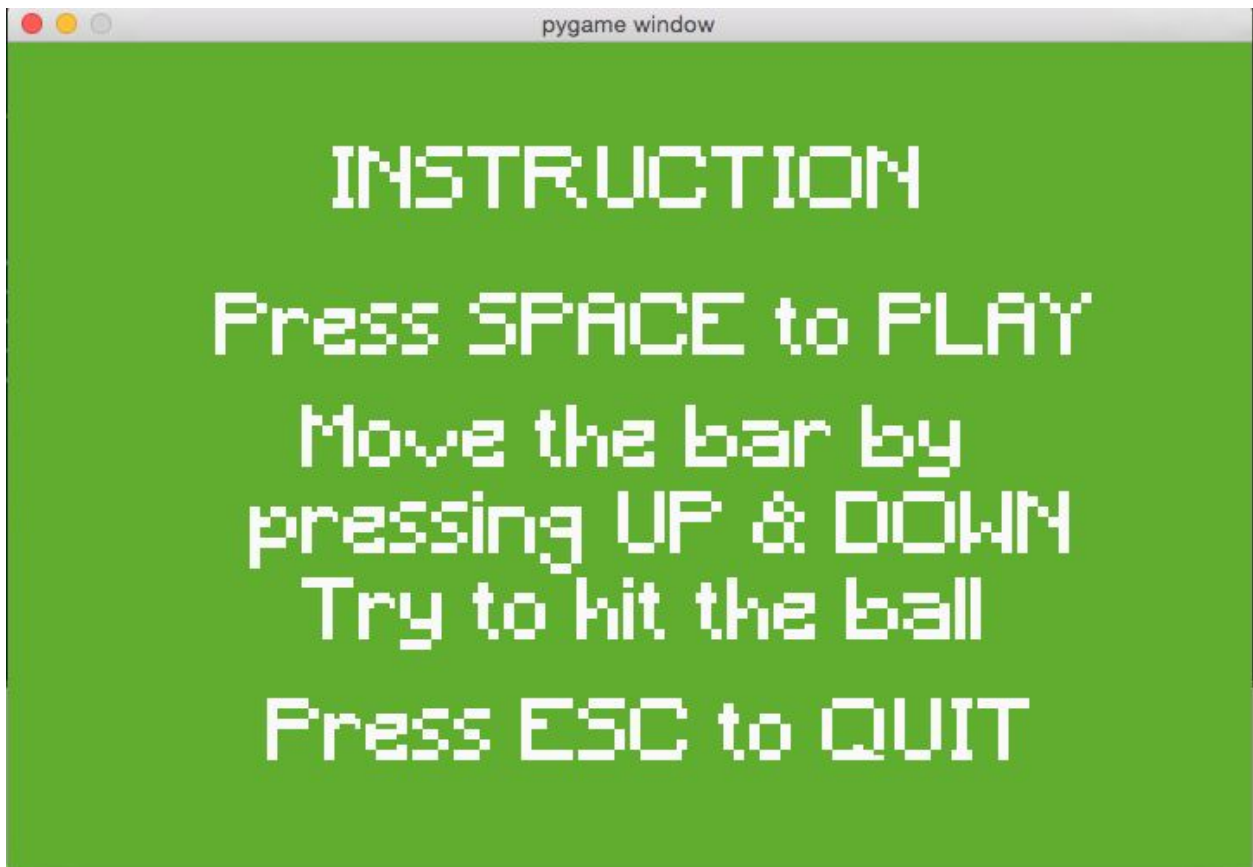 pygame window
INSTRUCTION
Press SPACE to PLAY
Move the bar by
pressing UP & DOWN
Try to hit the ball
Press ESC to QUIT